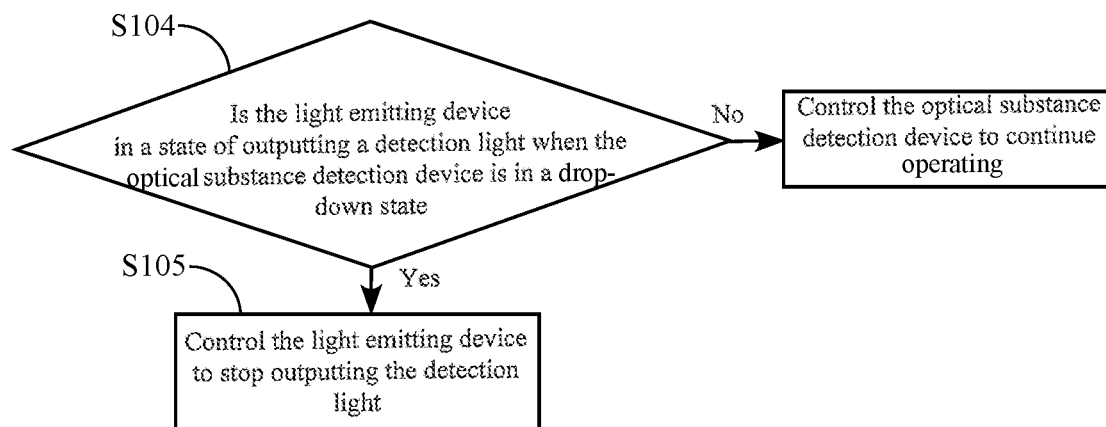 S104
Is the light emitting device
in a state of outputting a detection light when the
optical substance detection device is in a drop-
down state
No
Control the optical substance
detection device to continue
operating
S105
Yes
Control the light emitting device
to stop outputting the detection
light